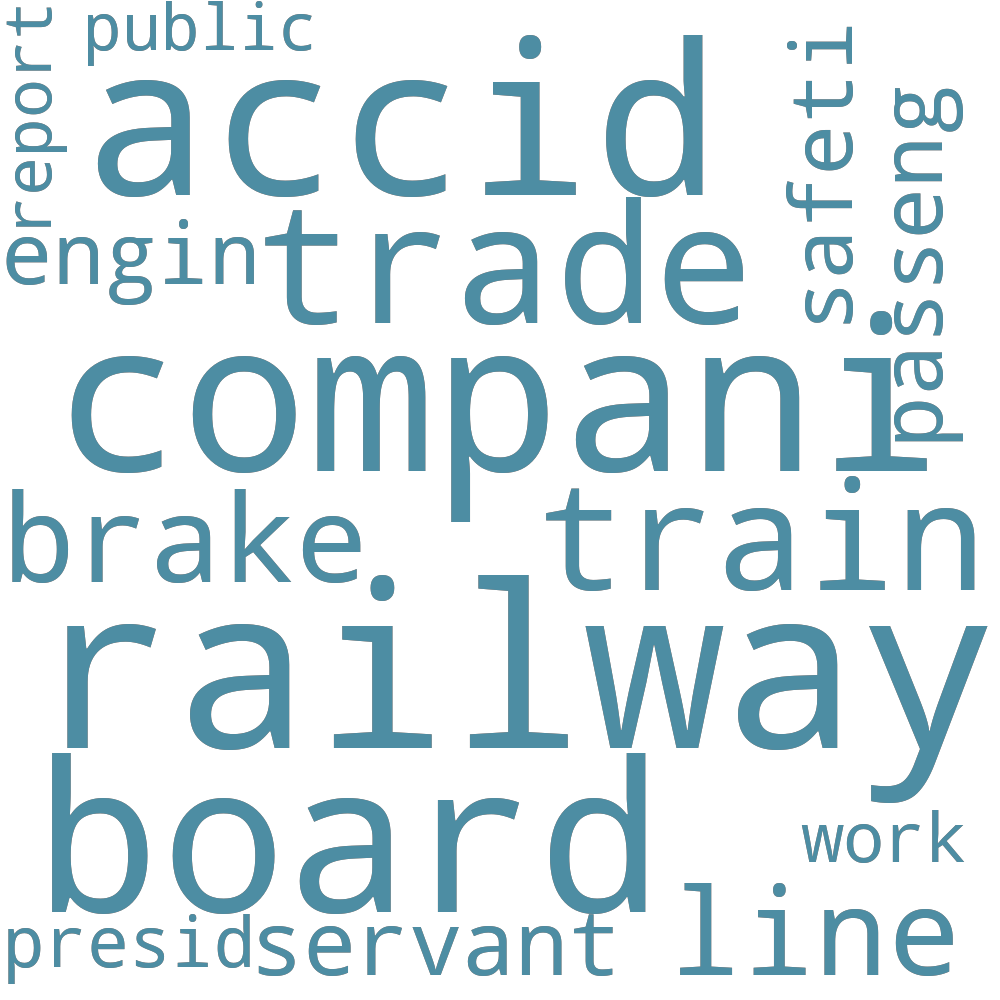 report
public
accid
safeti
passeng
engin
trade
compani
brake
train
railway
board
work
presid
servant
line